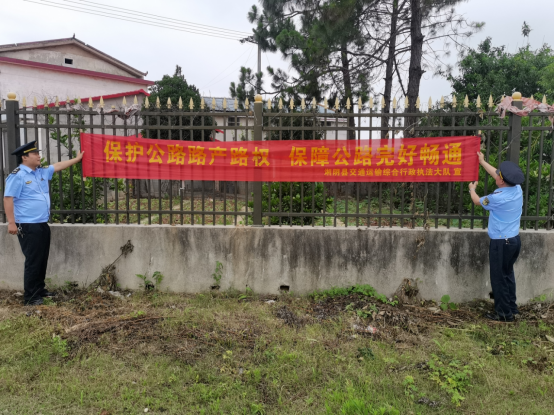 保护公路路产路权 保障公路完好畅通
湘阴县交通运输综合行政执法大队 宣